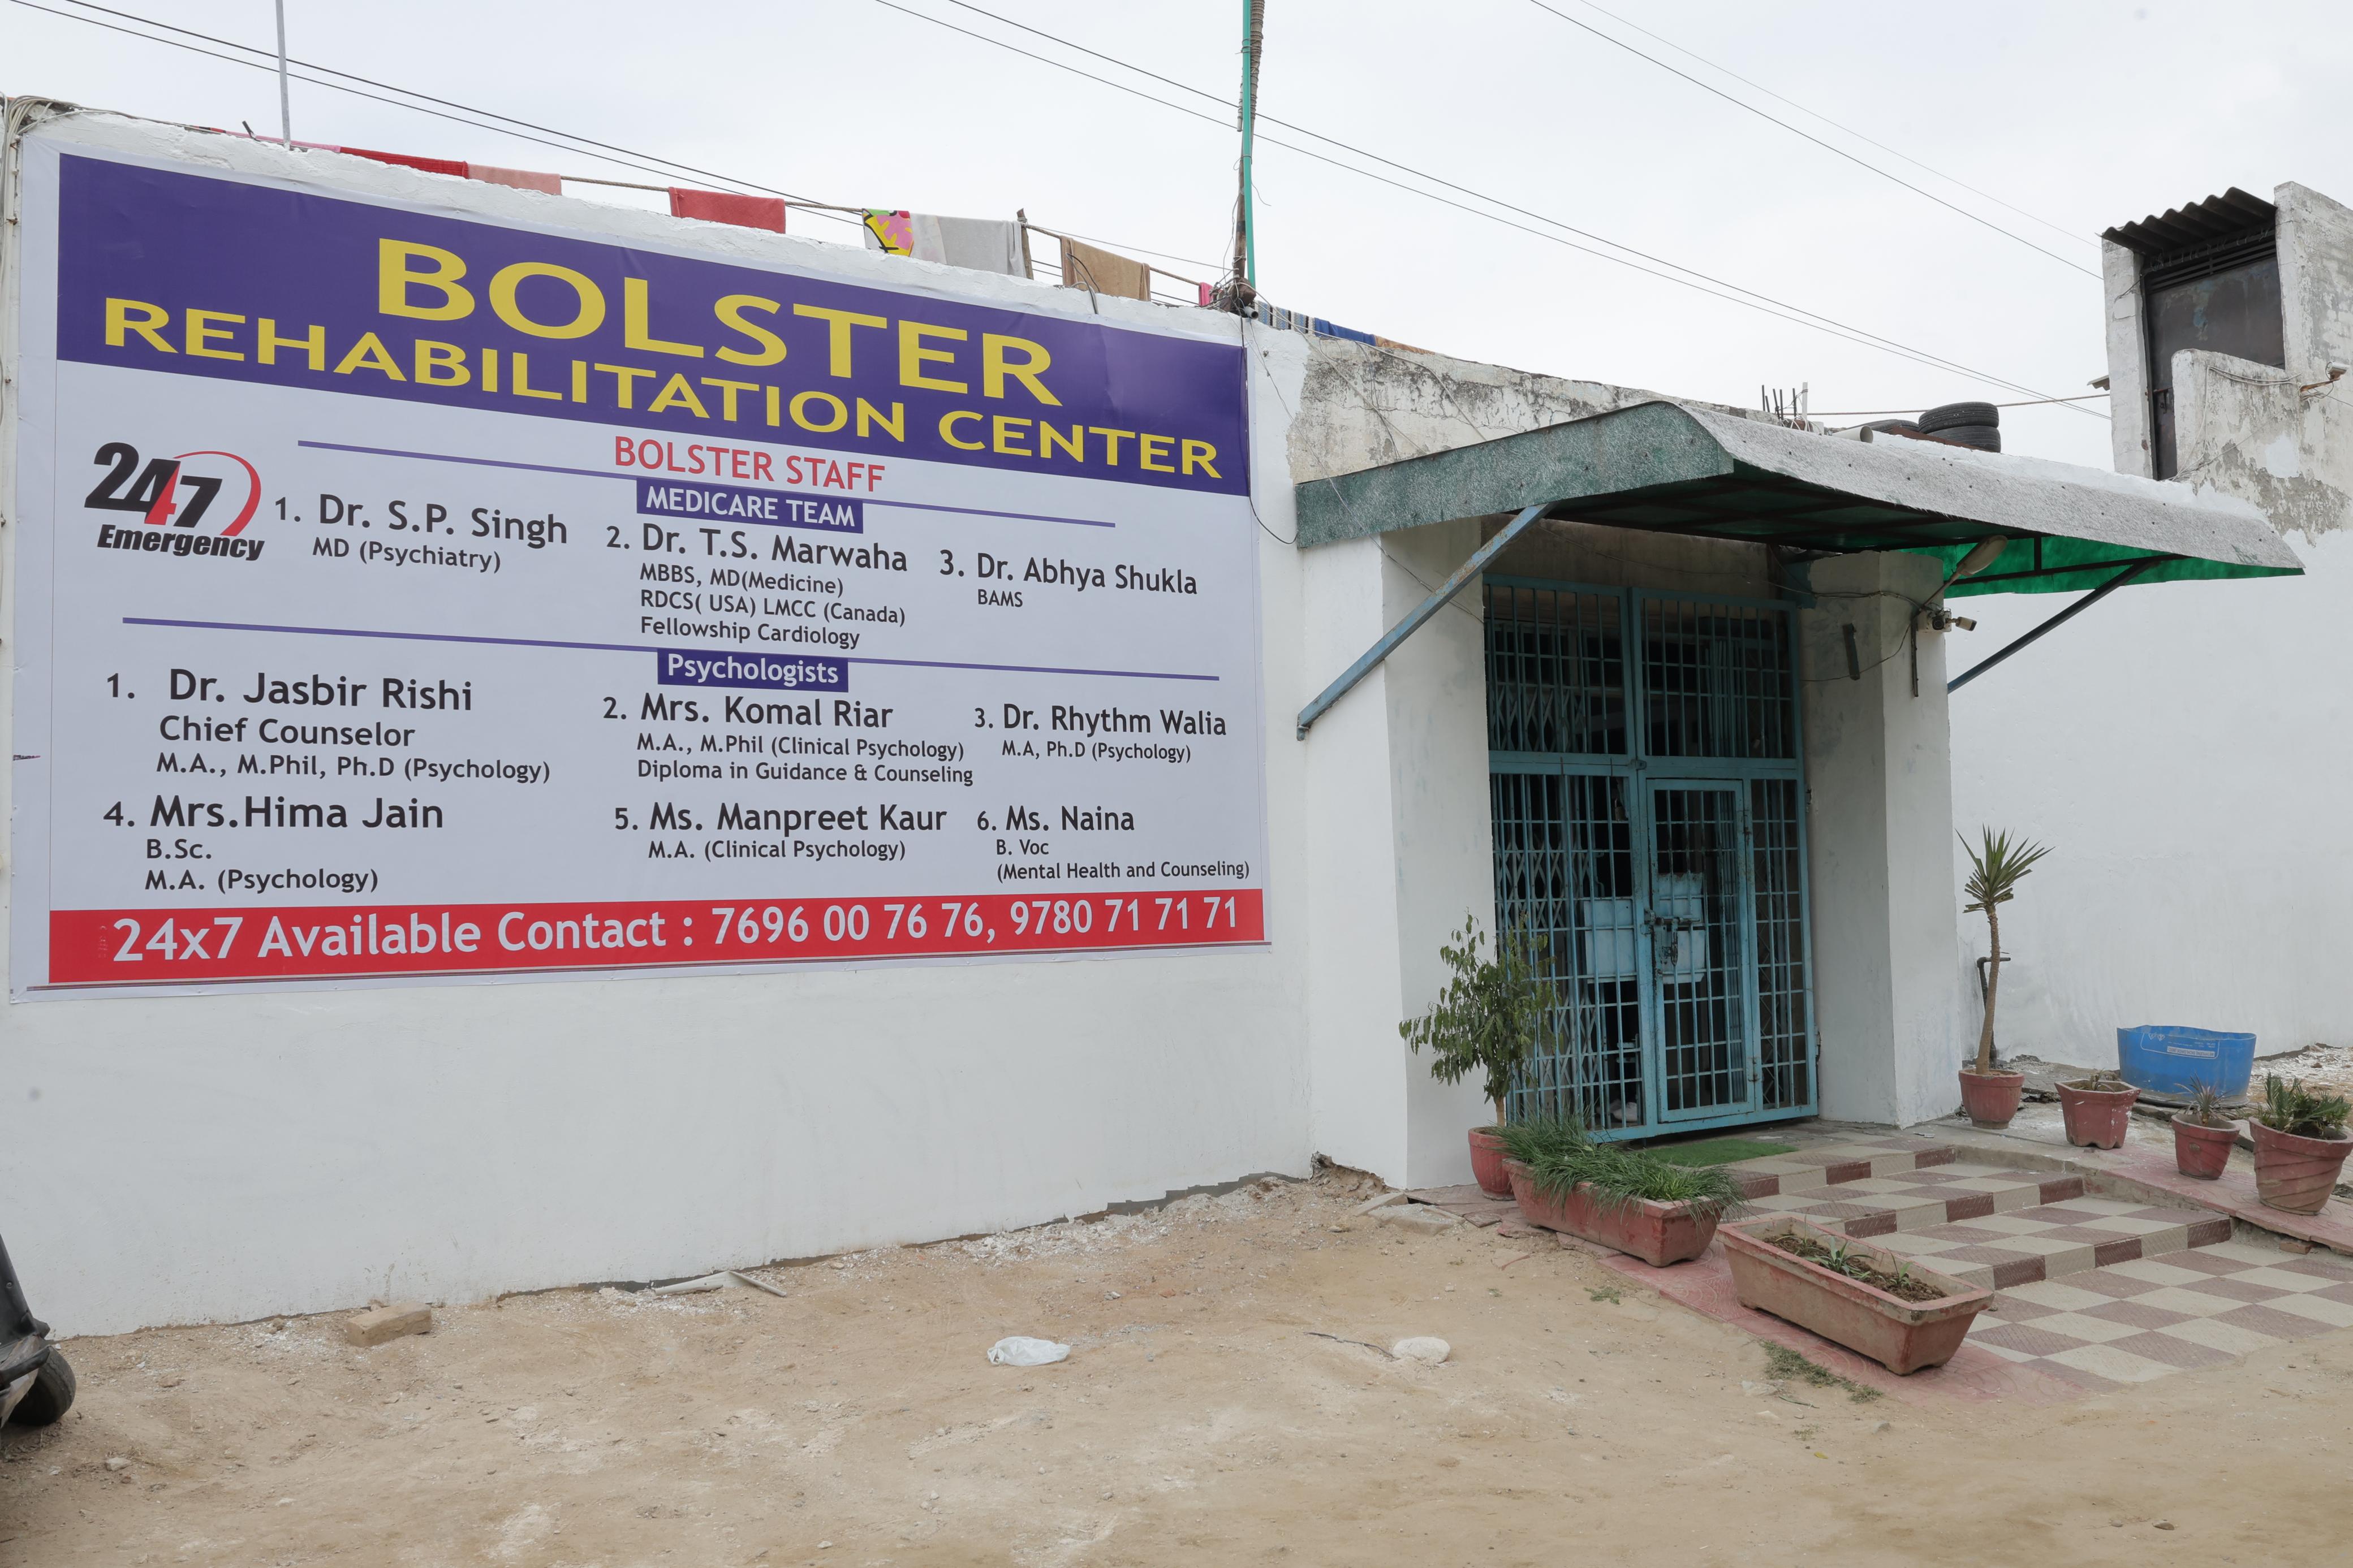 BOLSTER
REHABILITATION CENTER
BOLSTER STAFF
MEDICARE TEAM
24x7
Emergency
1. Dr. S.P. Singh
MD (Psychiatry)
2. Dr. T.S. Marwaha
MBBS, MD(Medicine)
RDCS( USA) LMCC (Canada)
Fellowship Cardiology
3. Dr. Abhya Shukla
BAMS
Psychologists
1. Dr. Jasbir Rishi
Chief Counselor
M.A., M.Phil, Ph.D (Psychology)
2. Mrs. Komal Riar
M.A., M.Phil (Clinical Psychology)
Diploma in Guidance & Counseling
3. Dr. Rhythm Walia
M.A, Ph.D (Psychology)
4. Mrs.Hima Jain
B.Sc.
M.A. (Psychology)
5. Ms. Manpreet Kaur
M.A. (Clinical Psychology)
6. Ms. Naina
B. Voc
(Mental Health and Counseling)
24x7 Available Contact : 7696 00 76 76, 9780 71 71 71